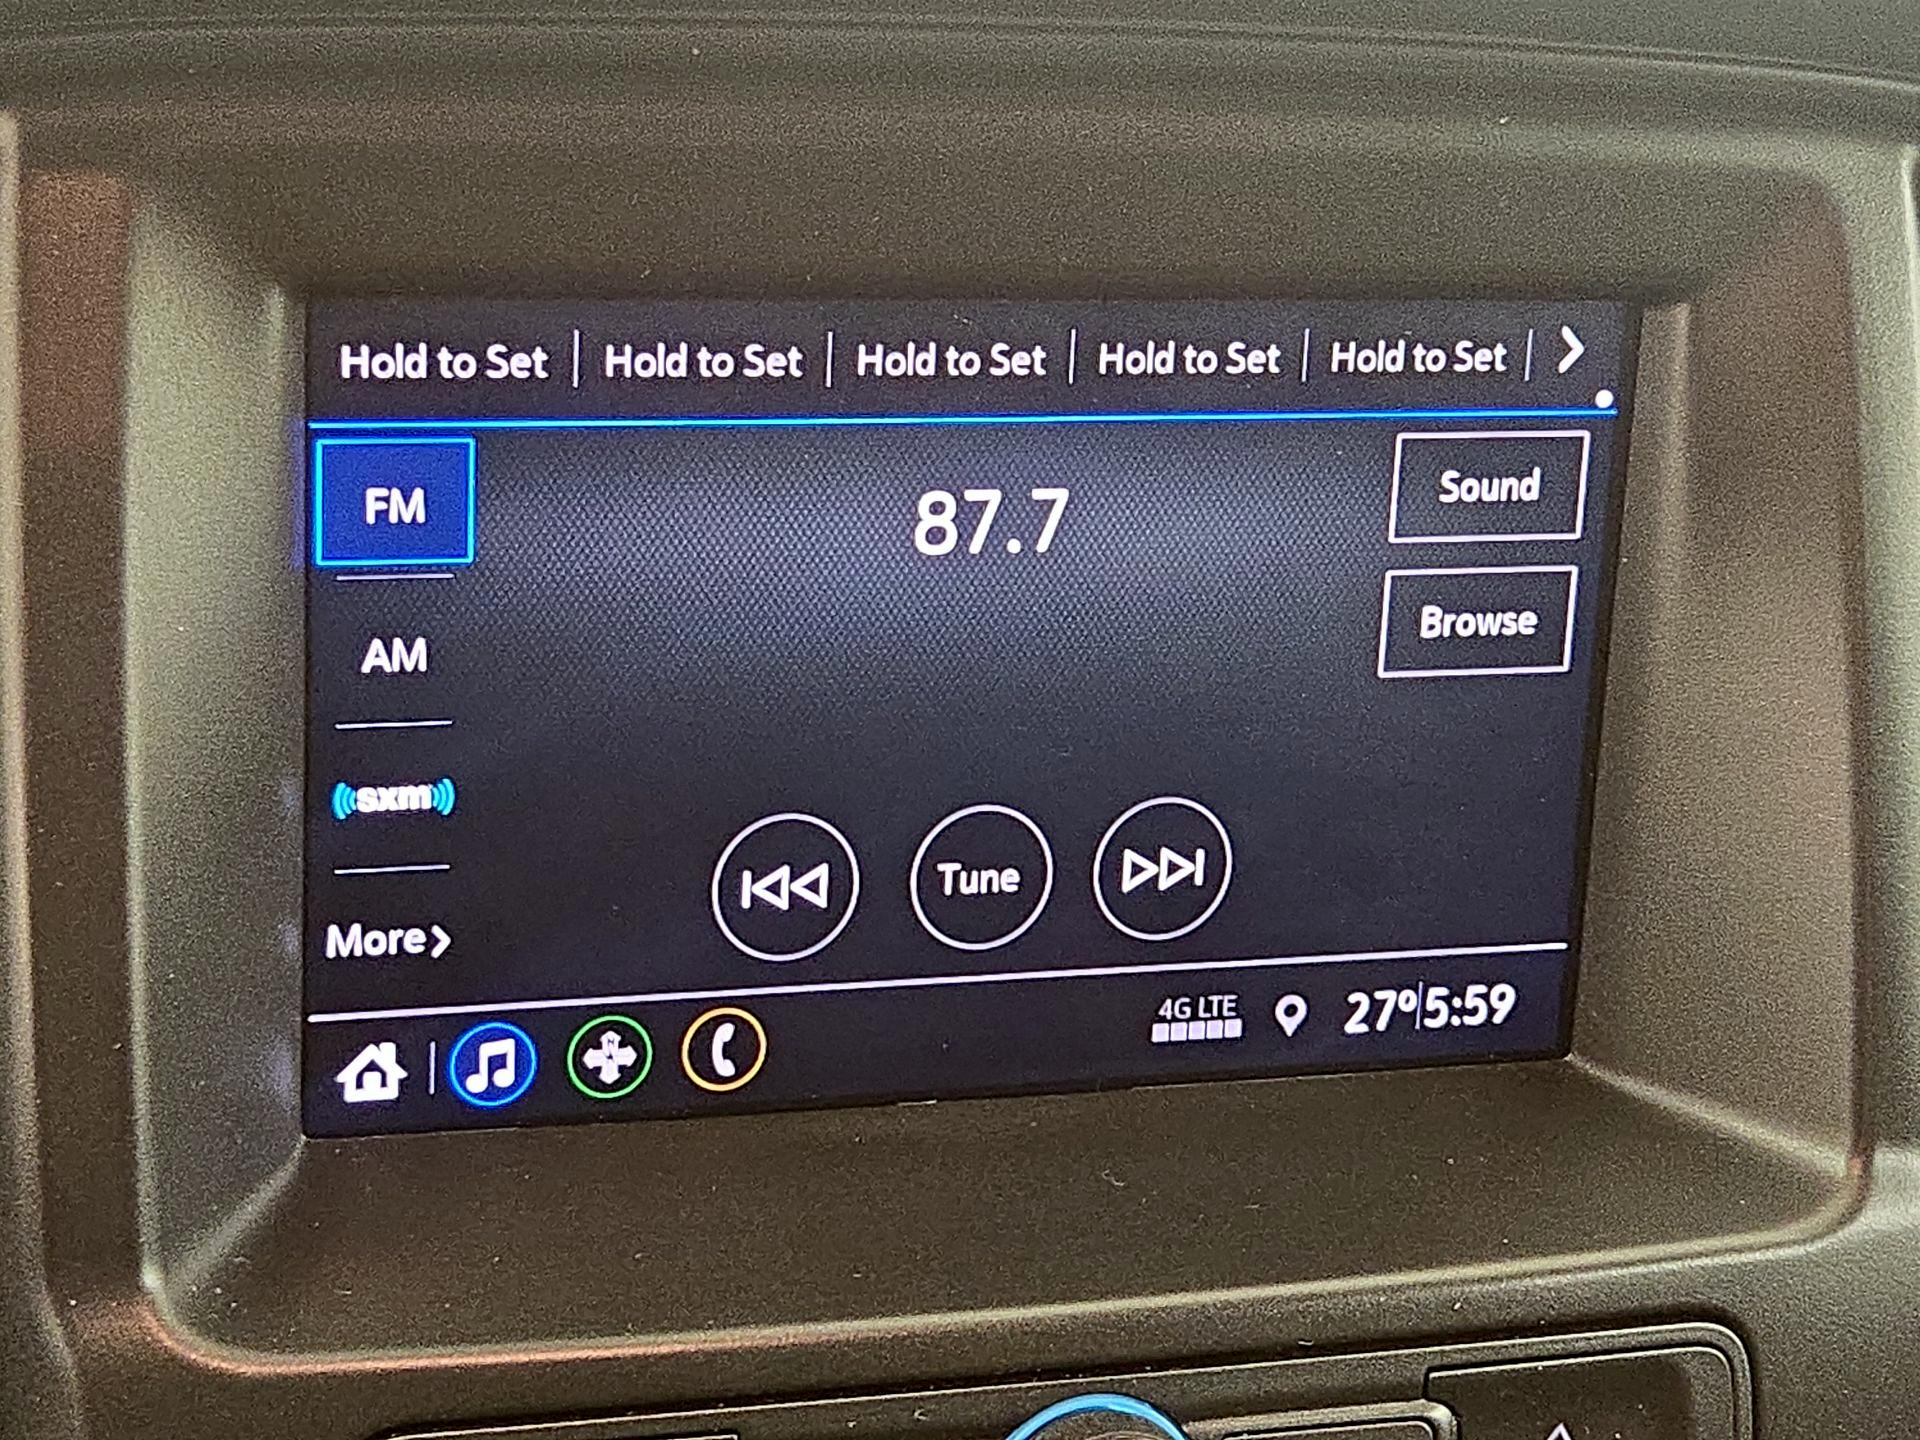 Hold to Set | Hold to Set | Hold to Set | Hold to Set | Hold to Set |
FM
87.7
Sound
Browse
AM
sxm
Tune
More
4G LTE
27° 5:59